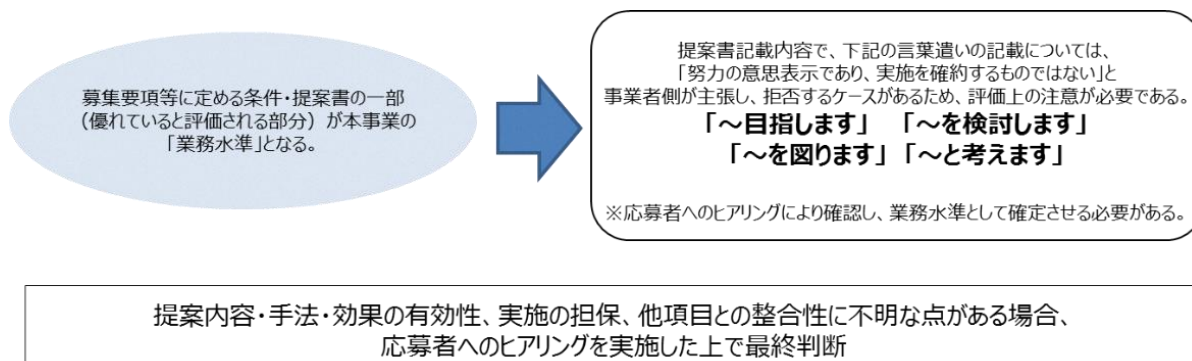 募集要項等に定める条件・提案書の一部
（優れていると評価される部分）が本事業の
「業務水準」となる。
提案書記載内容で、下記の言葉遣いの記載については、
「努力の意思表示であり、実施を確約するものではない」と
事業者側が主張し、拒否するケースがあるため、評価上の注意が必要である。
「～目指します」　「～を検討します」
「～を図ります」「～と考えます」
※応募者へのヒアリングにより確認し、業務水準として確定させる必要がある。
提案内容・手法・効果の有効性、実施の担保、他項目との整合性に不明な点がある場合、
応募者へのヒアリングを実施した上で最終判断